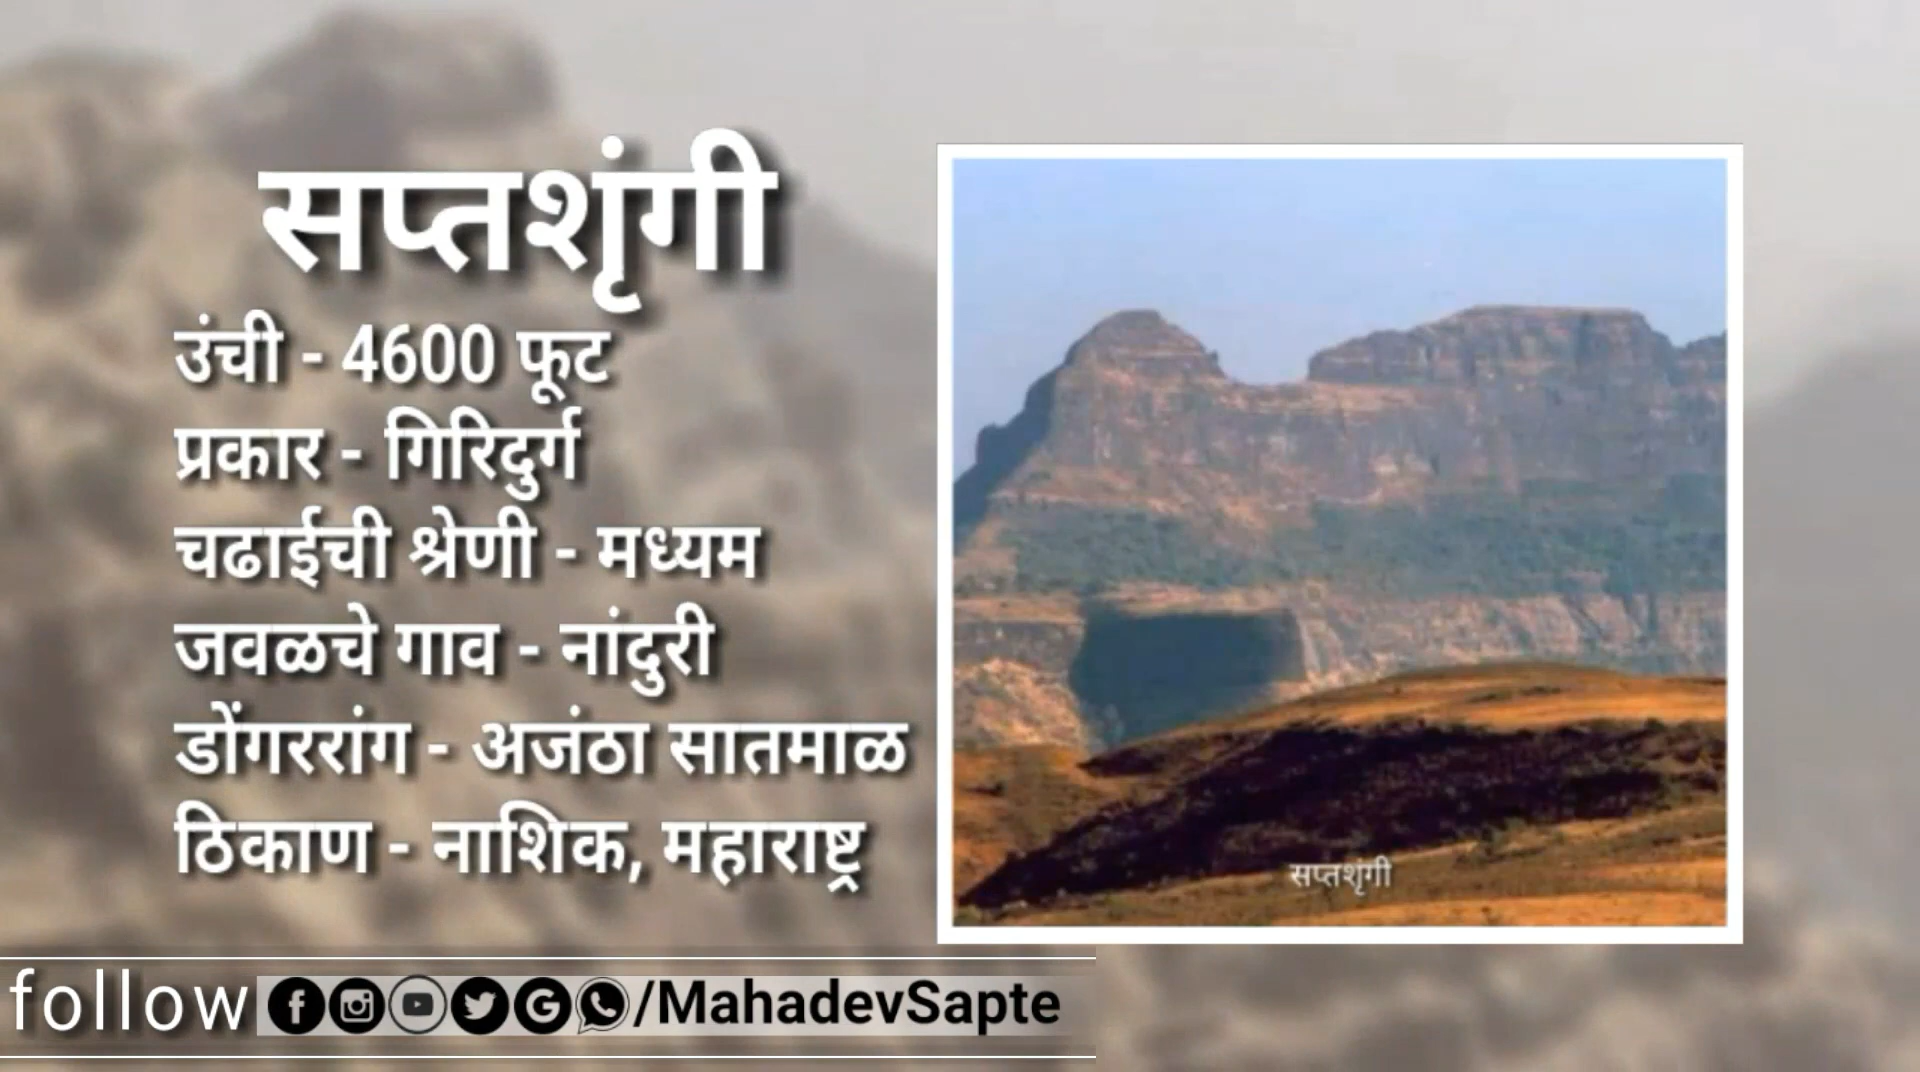 सप्तशृंगी
उंची - 4600 फूट
प्रकार - गिरिदुर्ग
चढाईची श्रेणी - मध्यम
जवळचे गाव - नांदुरी
डोंगररांग - अजंठा सातमाळ
ठिकाण - नाशिक, महाराष्ट्र
सप्तशृंगी
follow /MahadevSapte